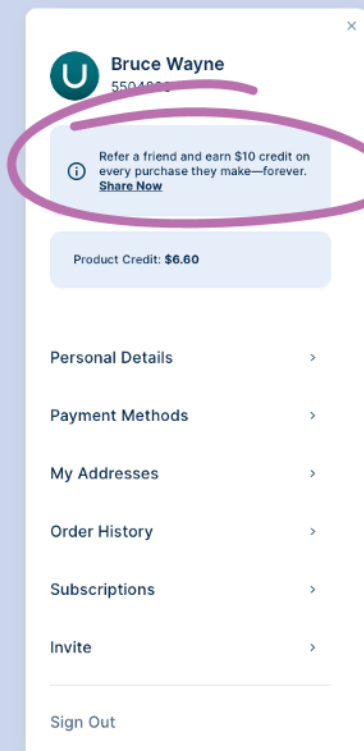 Bruce Wayne
Refer a friend and earn $10 credit on
every purchase they make—forever.
Share Now
Product Credit: $6.60
Personal Details
Payment Methods
My Addresses
Order History
Subscriptions
Invite
Sign Out